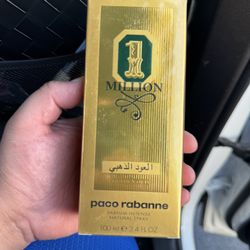 1
MILLION
العود الذهبي
paco rabanne
PARFUM INTENSE
NATURAL SPRAY
100 ml e 3.4 FL OZ